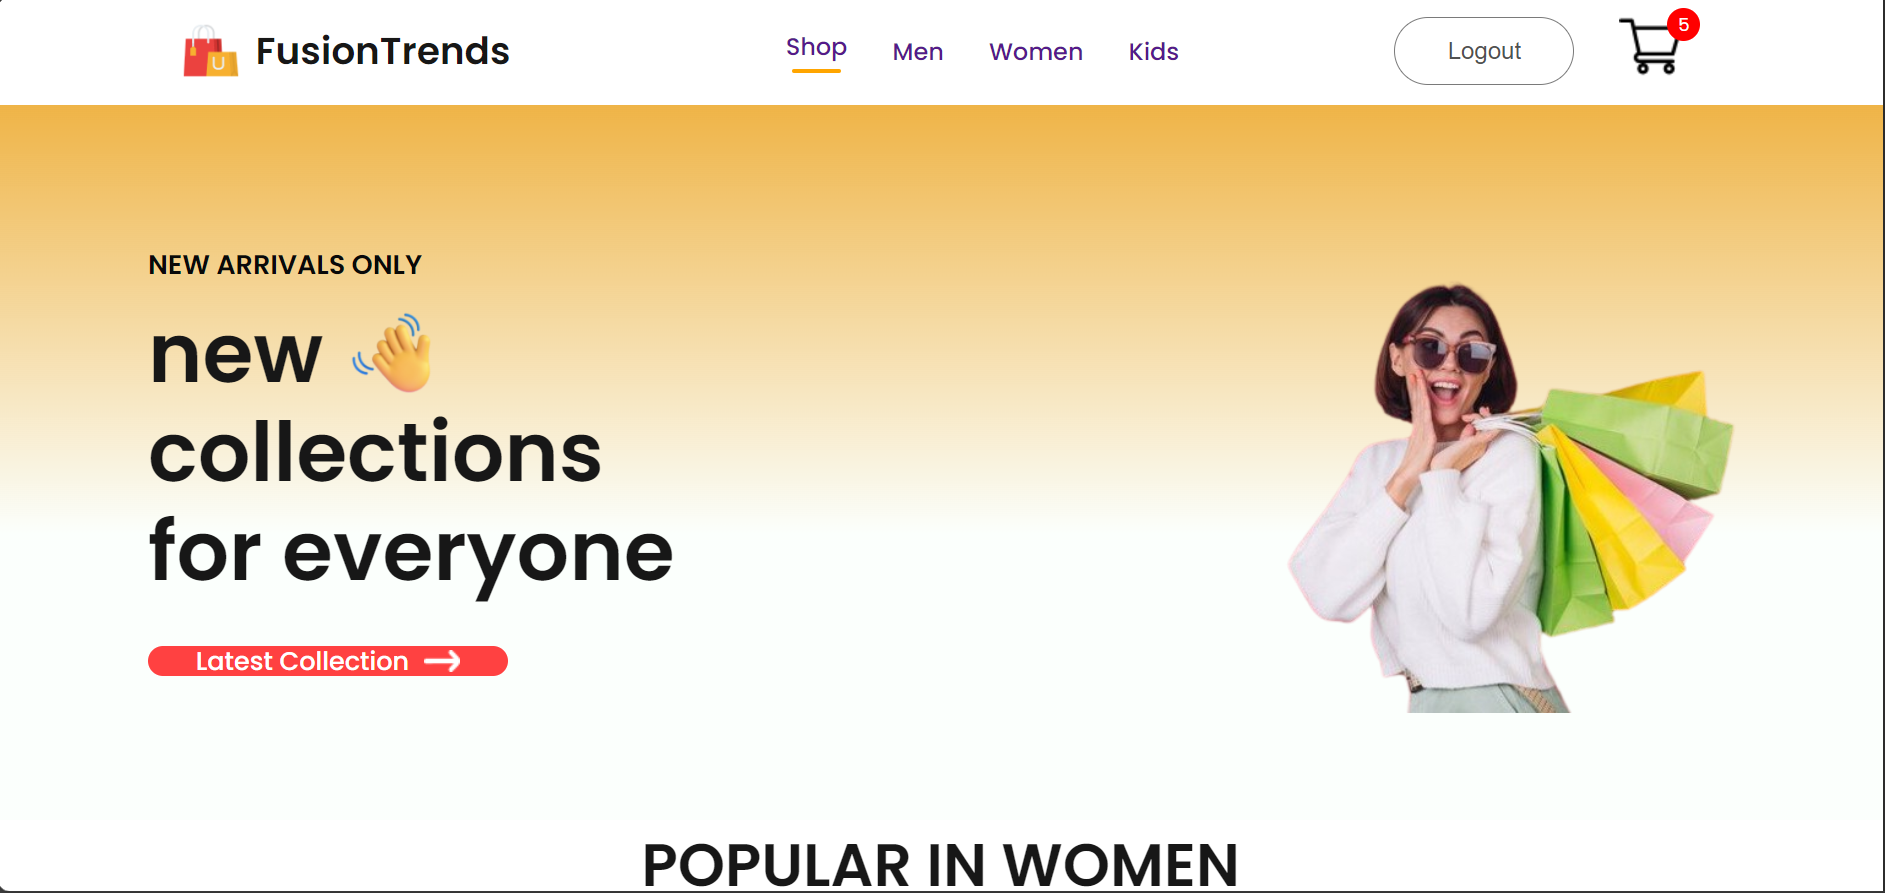 FusionTrends
Shop Men Women Kids
Logout
5
U
NEW ARRIVALS ONLY
new 👋
collections
for everyone
Latest Collection →
POPULAR IN WOMEN